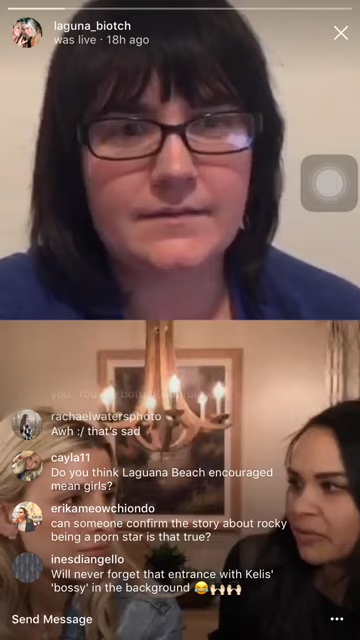 laguna_biotch
was live · 18h ago
rachaelwatersphoto
Awh :/ that's sad
cayla11
Do you think Laguana Beach encouraged
mean girls?
erikameowchiondo
can someone confirm the story about rocky
being a porn star is that true?
inesdiangello
Will never forget that entrance with Kelis'
'bossy' in the background 😂🙌🏻🙌🏻
Send Message